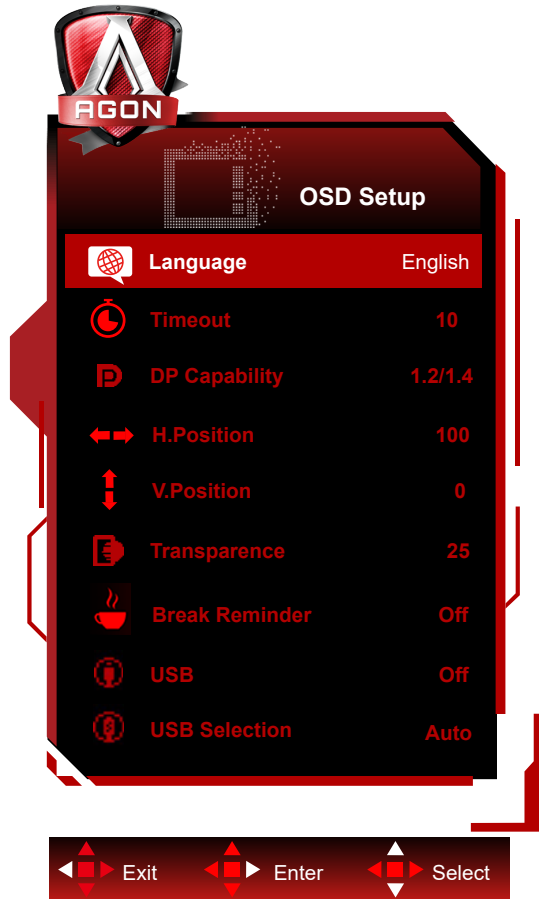 AGON
OSD Setup
Language English
Timeout 10
DP Capability 1.2/1.4
H.Position 100
V.Position 0
Transparence 25
Break Reminder Off
USB Off
USB Selection Auto
Exit Enter Select